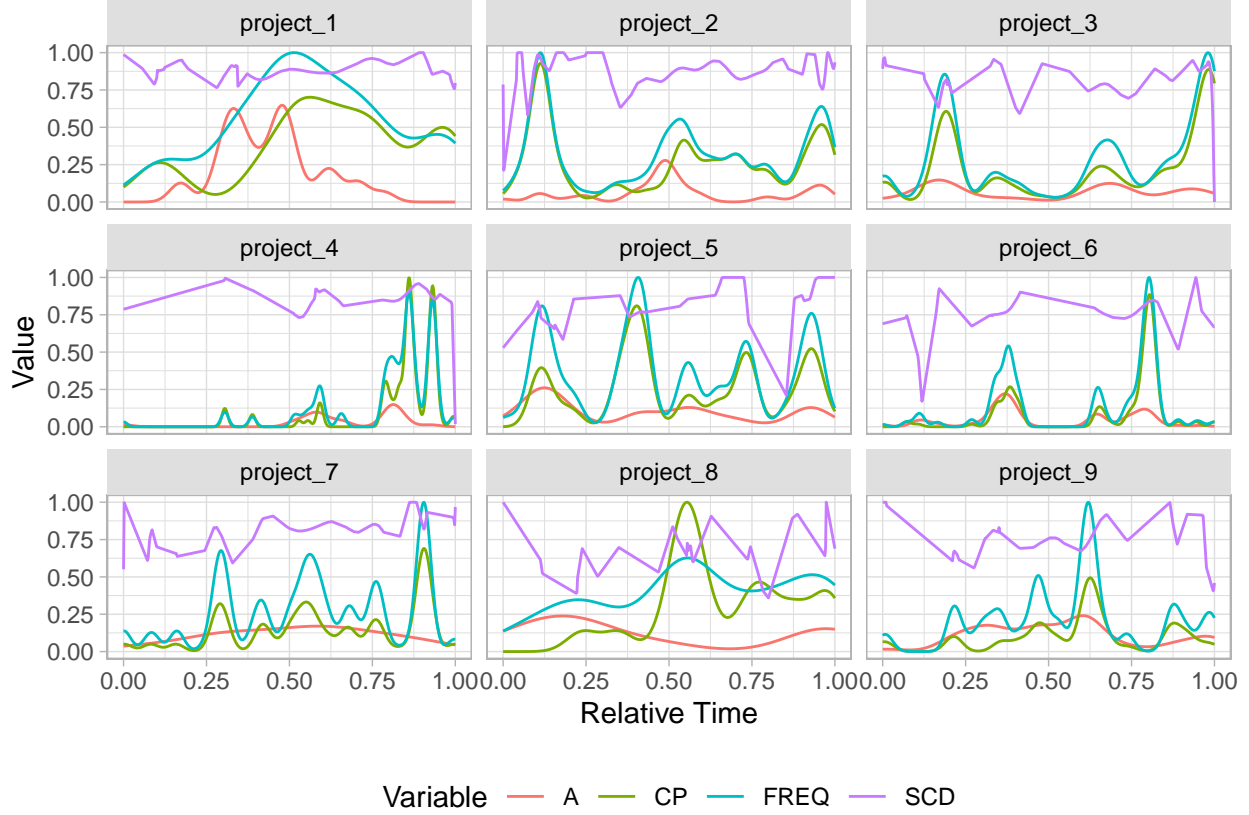 project_1 project_2 project_3
1.00
0.75
0.50
0.25
0.00
project_4 project_5 project_6
1.00
0.75
0.50
0.25
0.00
Value
project_7 project_8 project_9
1.00
0.75
0.50
0.25
0.00
0.00 0.25 0.50 0.75 1.00 0.00 0.25 0.50 0.75 1.00 0.00 0.25 0.50 0.75 1.00
Relative Time
Variable A CP FREQ SCD